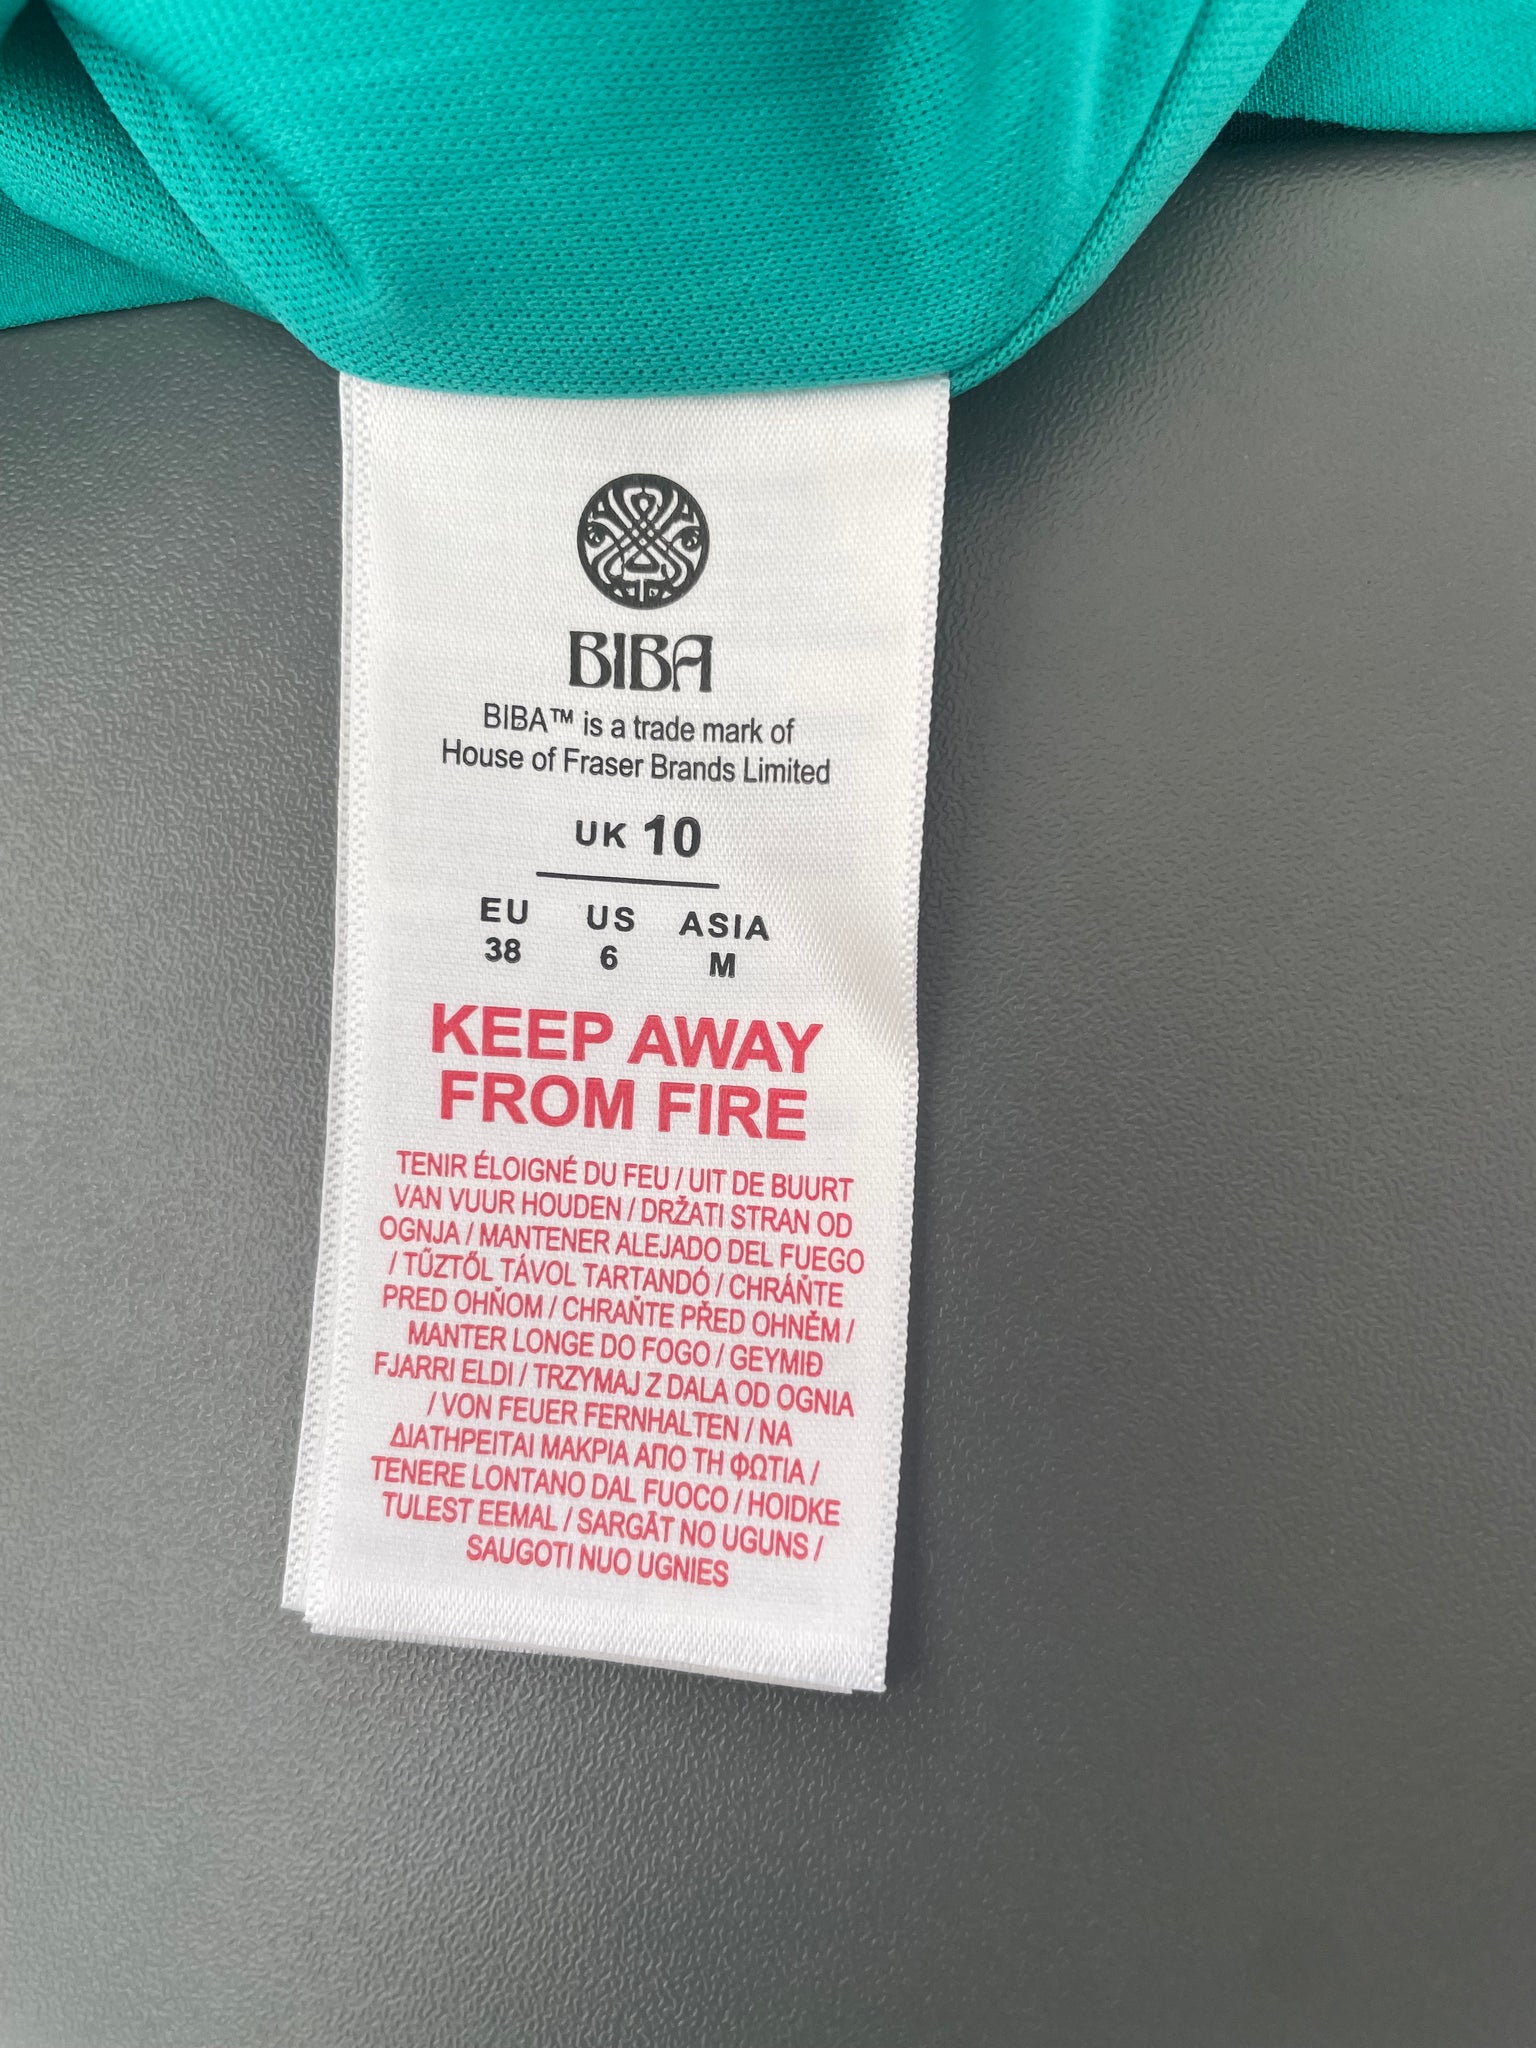 BIBA
BIBA™ is a trade mark of
House of Fraser Brands Limited
UK 10
EU US ASIA
38 6 M
KEEP AWAY
FROM FIRE
TENIR ÉLOIGNÉ DU FEU / UIT DE BUURT
VAN VUUR HOUDEN / DRŽATI STRAN OD
OGNJA / MANTENER ALEJADO DEL FUEGO
/ TŰZTŐL TÁVOL TARTANDÓ / CHRÁŇTE
PRED OHŇOM / CHRAŇTE PŘED OHNĚM /
MANTER LONGE DO FOGO / GEYMIÐ
FJARRI ELDI / TRZYMAJ Z DALA OD OGNIA
/ VON FEUER FERNHALTEN / NA
ΔΙΑΤΗΡΕΙΤΑΙ ΜΑΚΡΙΑ ΑΠΟ ΤΗ ΦΩΤΙΑ /
TENERE LONTANO DAL FUOCO / HOIDKE
TULEST EEMAL / SARGĀT NO UGUNS /
SAUGOTI NUO UGNIES